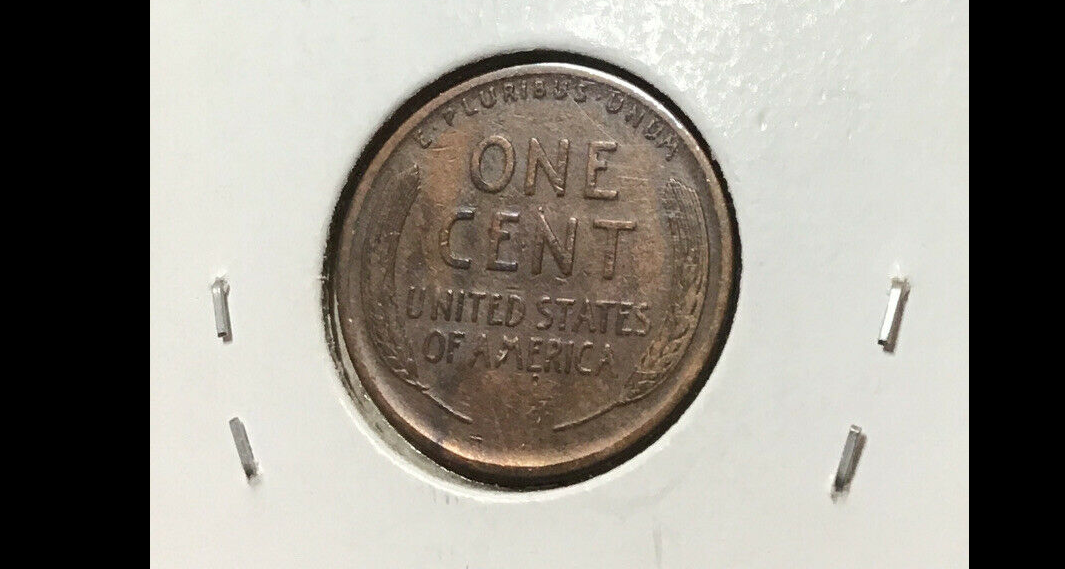 E·PLURIBUS·UNUM
ONE
CENT
UNITED STATES
OF AMERICA